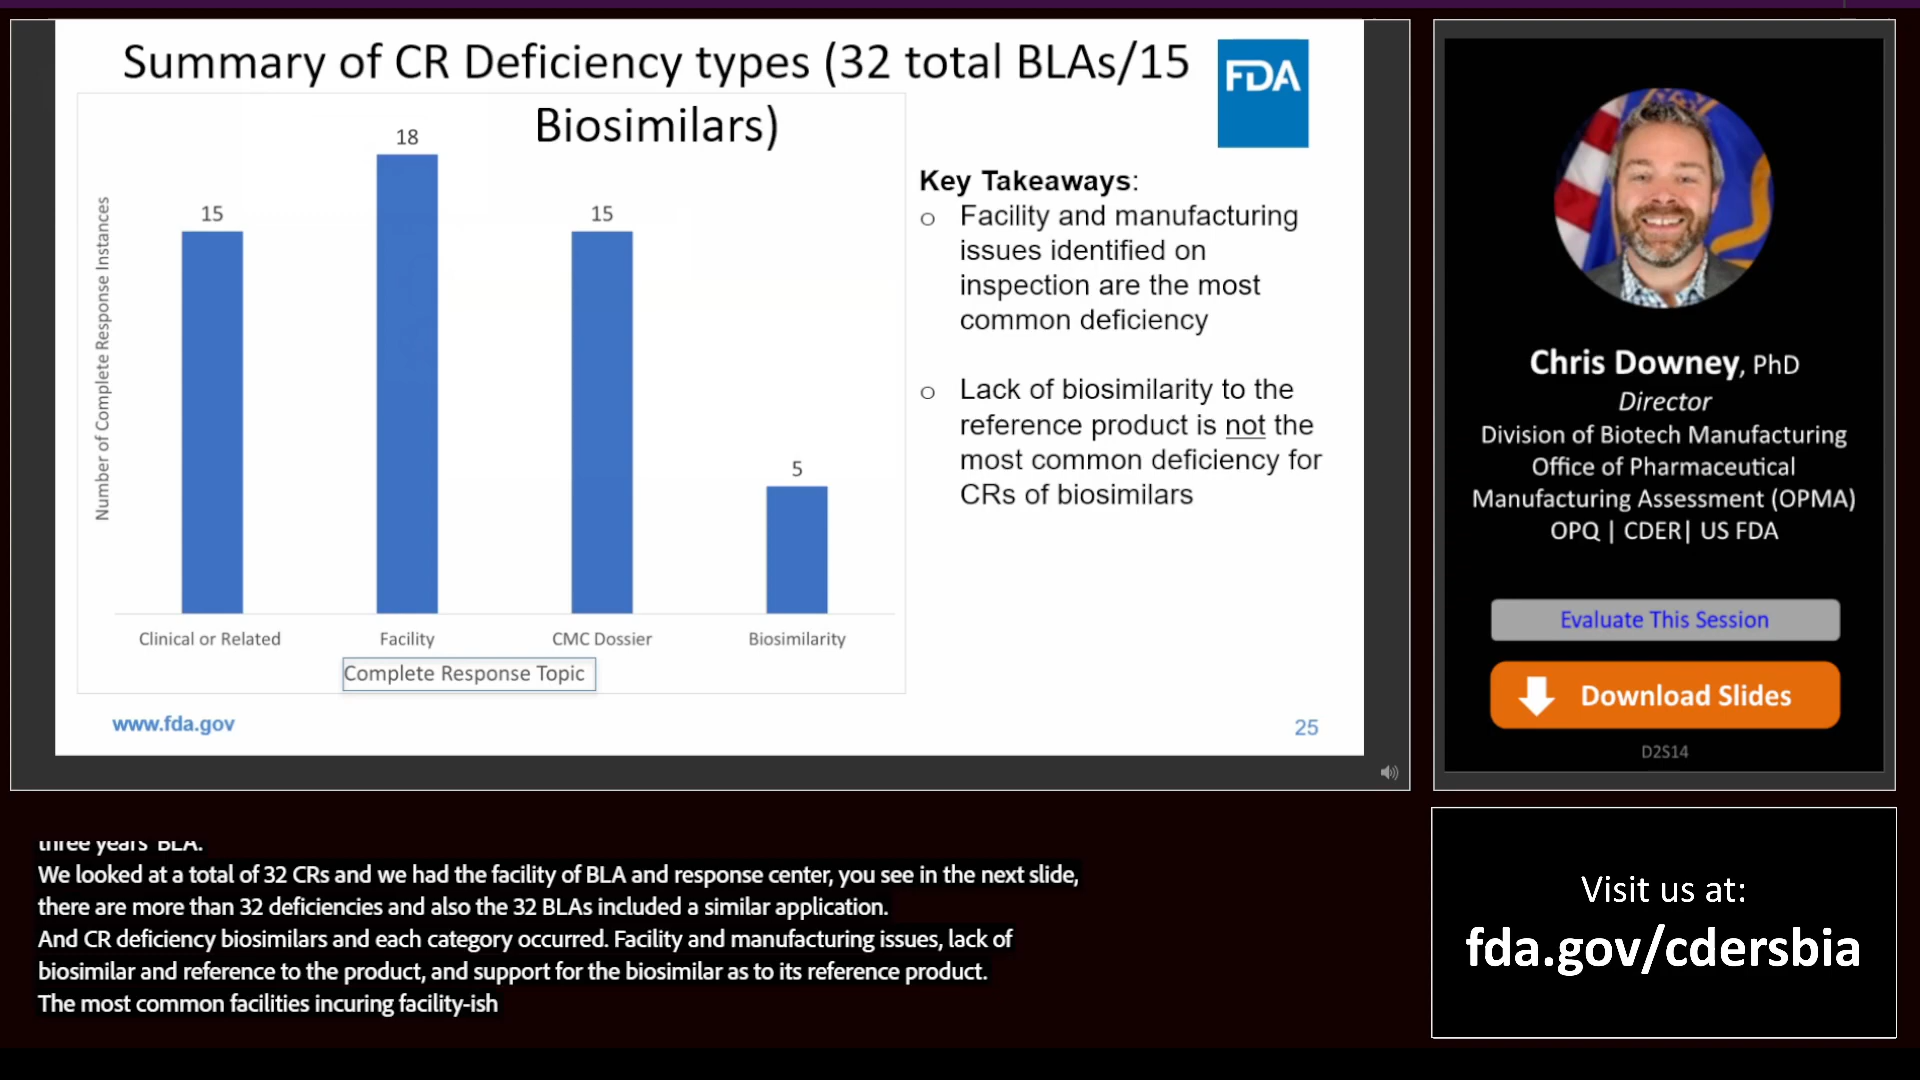 Summary of CR Deficiency types (32 total BLAs/15
Biosimilars)
FDA
Number of Complete Response Instances
15
18
15
5
Clinical or Related
Facility
CMC Dossier
Biosimilarity
Complete Response Topic
Key Takeaways:
o Facility and manufacturing
issues identified on
inspection are the most
common deficiency
o Lack of biosimilarity to the
reference product is not the
most common deficiency for
CRs of biosimilars
www.fda.gov
25
Chris Downey, PhD
Director
Division of Biotech Manufacturing
Office of Pharmaceutical
Manufacturing Assessment (OPMA)
OPQ | CDER| US FDA
Evaluate This Session
Download Slides
D2S14
three years' BLA.
We looked at a total of 32 CRs and we had the facility of BLA and response center, you see in the next slide,
there are more than 32 deficiencies and also the 32 BLAs included a similar application.
And CR deficiency biosimilars and each category occurred. Facility and manufacturing issues, lack of
biosimilar and reference to the product, and support for the biosimilar as to its reference product.
The most common facilities incuring facility-ish
Visit us at:
fda.gov/cdersbia